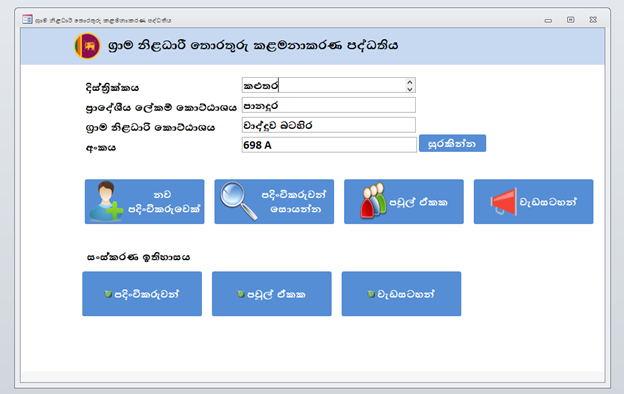 ග්‍රාම නිළධාරී තොරතුරු කළමනාකරණ පද්ධතිය
ග්‍රාම නිළධාරී තොරතුරු කළමනාකරණ පද්ධතිය
දිස්ත්‍රික්කය කළුතර
ප්‍රාදේශීය ලේකම් කොට්ඨාශය පානදුර
ග්‍රාම නිළධාරී කොට්ඨාශය වාද්දුව බටහිර
අංකය 698 A සුරකින්න
නව පදිංචිකරුවෙක්
පදිංචිකරුවන් සොයන්න
පවුල් ඒකක
වැඩසටහන්
සංස්කරණ ඉතිහාසය
පදිංචිකරුවන් පවුල් ඒකක වැඩසටහන්